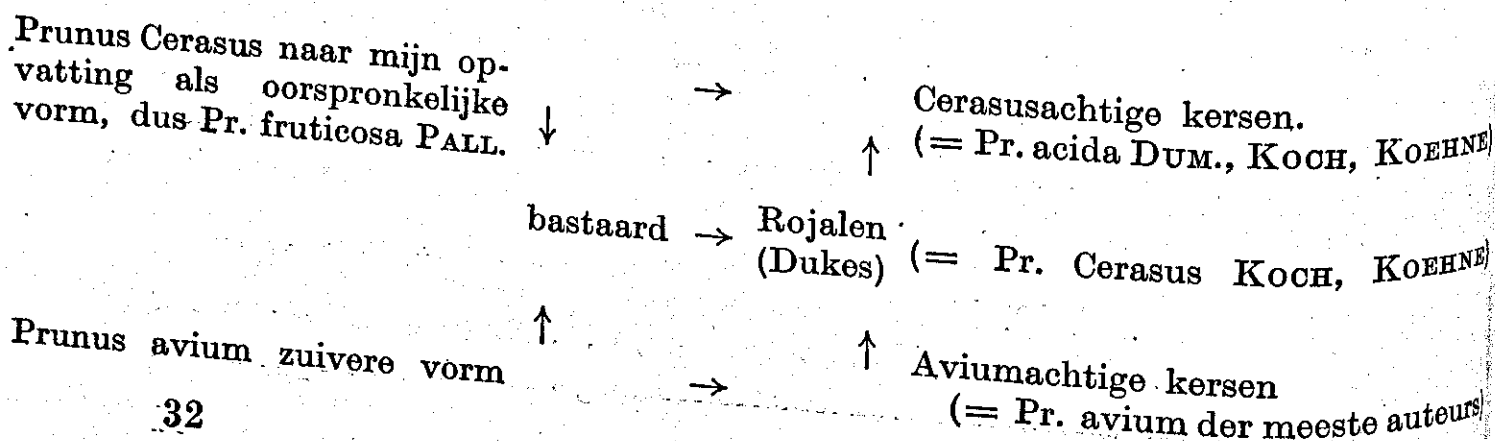 Prunus Cerasus naar mijn op-
vatting als oorspronkelijke
vorm, dus Pr. fruticosa PALL.
↓
→
Cerasusachtige kersen.
(= Pr. acida DUM., KOCH, KOEHNE)
↑
bastaard → Rojalen
(Dukes)
(= Pr. Cerasus KOCH, KOEHNE)
↑
↑
Prunus avium zuivere vorm
→
Aviumachtige kersen
(= Pr. avium der meeste auteurs)
32